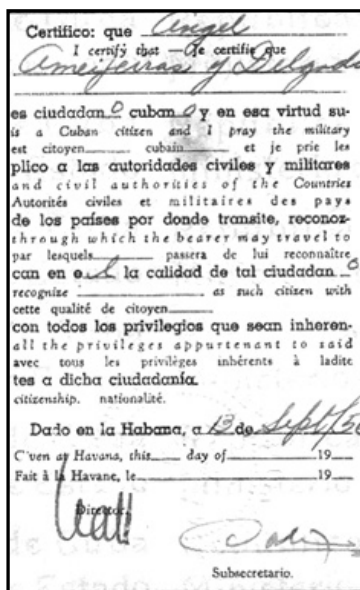 Certifico: que Angel
I certify that — Je certifie que
Ameijeiras y Delgado
es ciudadano cubano y en esa virtud su-
is a Cuban citizen and I pray the military
est citoyen cubain et je prie les
plico a las autoridades civiles y militares
and civil authorities of the Countries
Autorités civiles et militaires des pays
de los países por donde transite, reconoz-
through which the bearer may travel to
par lesquels passera de lui reconnaître
can en el la calidad de tal ciudadano
recognize as such citizen with
cette qualité de citoyen
con todos los privilegios que sean inheren-
all the privileges appurtenant to said
avec tous les privilèges inhérents à ladite
tes a dicha ciudadanía.
citizenship. nationalité.
Dado en la Habana, a 13 de Sept/
C'ven at Havana, this day of 19
Fait à la Havane, le 19
Director,
Subsecretario.